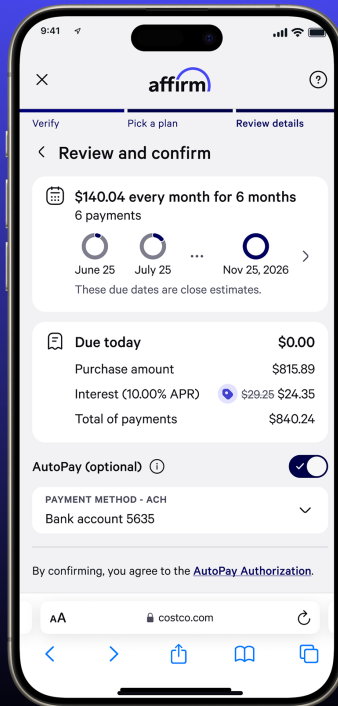 9:41
affirm
Verify
Pick a plan
Review details
Review and confirm
$140.04 every month for 6 months
6 payments
June 25
July 25
...
Nov 25, 2026
These due dates are close estimates.
Due today $0.00
Purchase amount $815.89
Interest (10.00% APR) $29.25 $24.35
Total of payments $840.24
AutoPay (optional)
PAYMENT METHOD - ACH
Bank account 5635
By confirming, you agree to the AutoPay Authorization.
AA costco.com